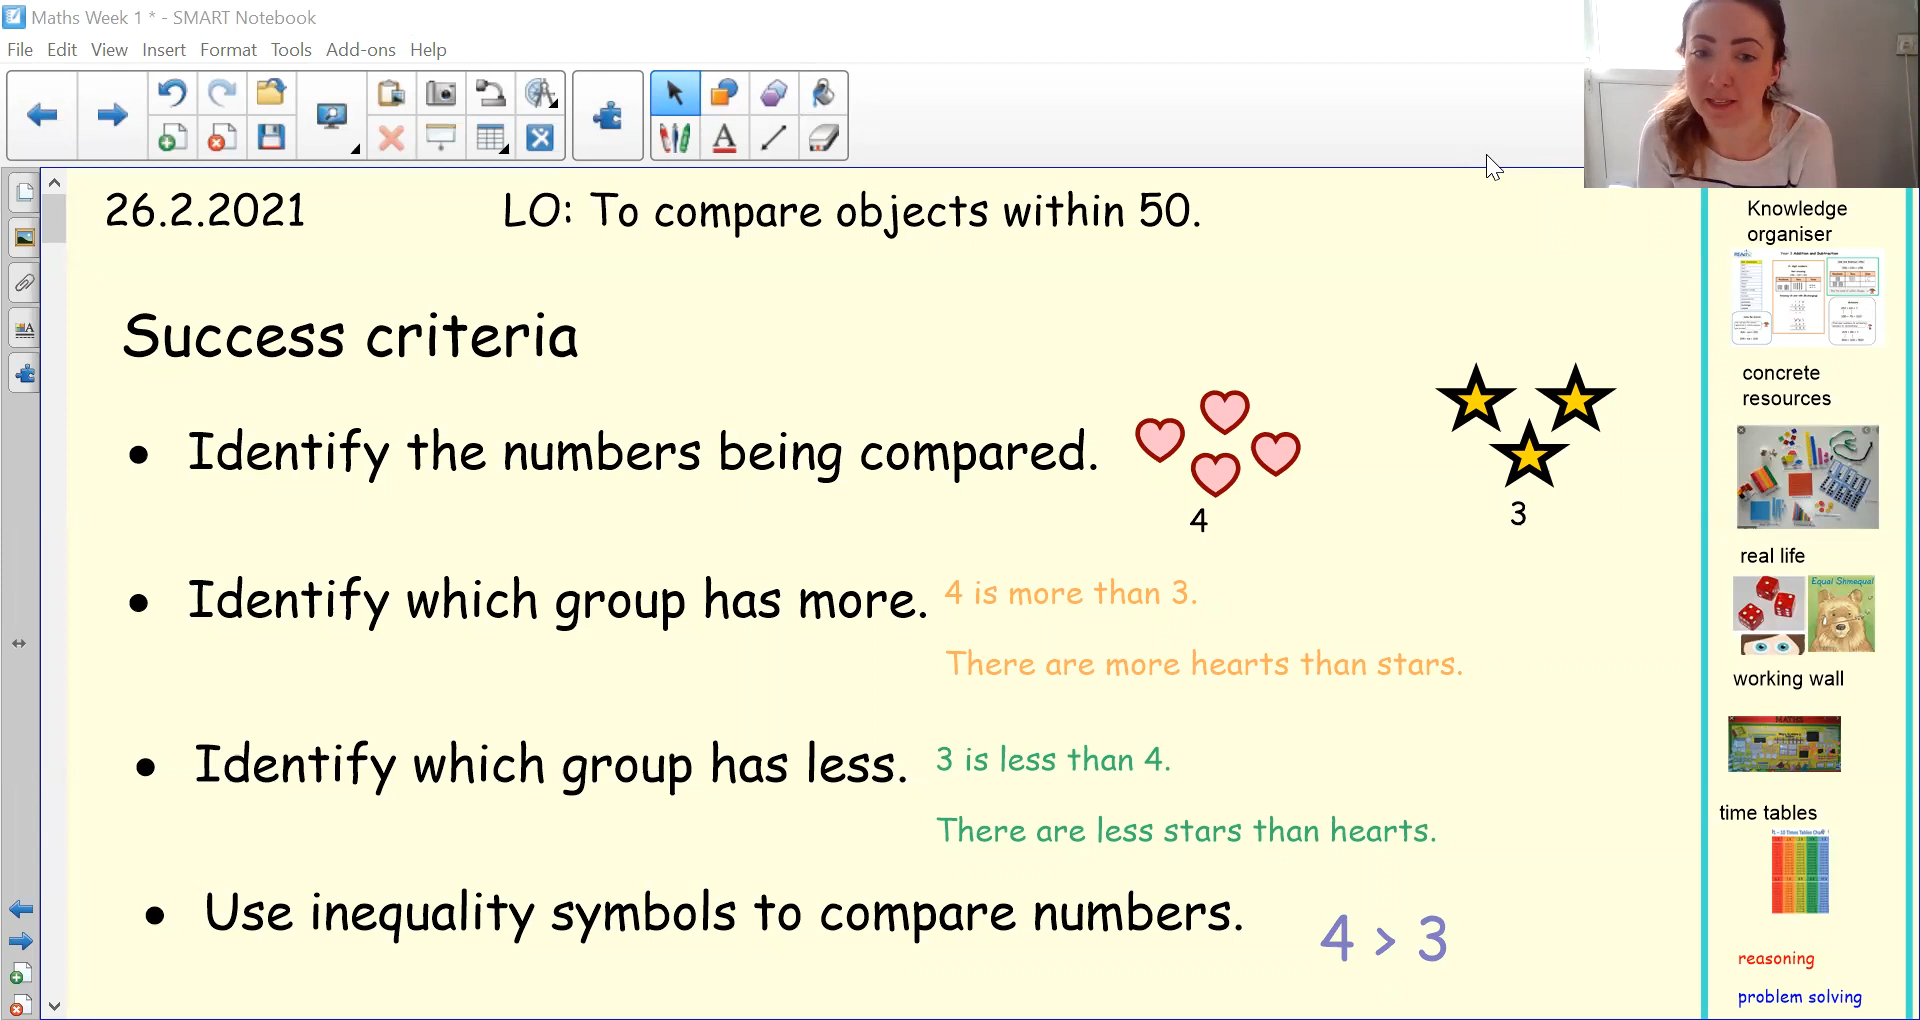 Maths Week 1 * - SMART Notebook
File Edit View Insert Format Tools Add-ons Help
26.2.2021 LO: To compare objects within 50.
Success criteria
• Identify the numbers being compared.
4 3
• Identify which group has more. 4 is more than 3.
There are more hearts than stars.
• Identify which group has less. 3 is less than 4.
There are less stars than hearts.
• Use inequality symbols to compare numbers. 4 > 3
Knowledge
organiser
concrete
resources
real life
Equal Shmequal
working wall
MATHS
time tables
reasoning
problem solving